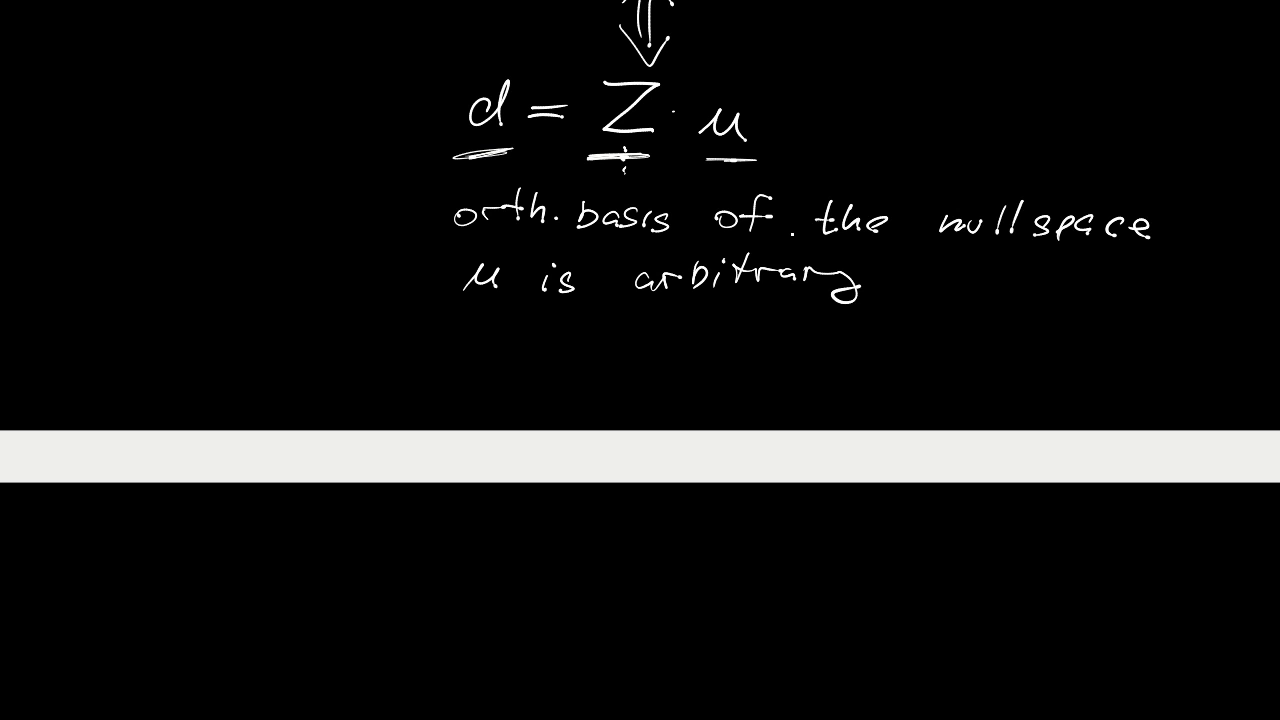 d = Z · u
orth. basis of the nullspace
u is arbitrary